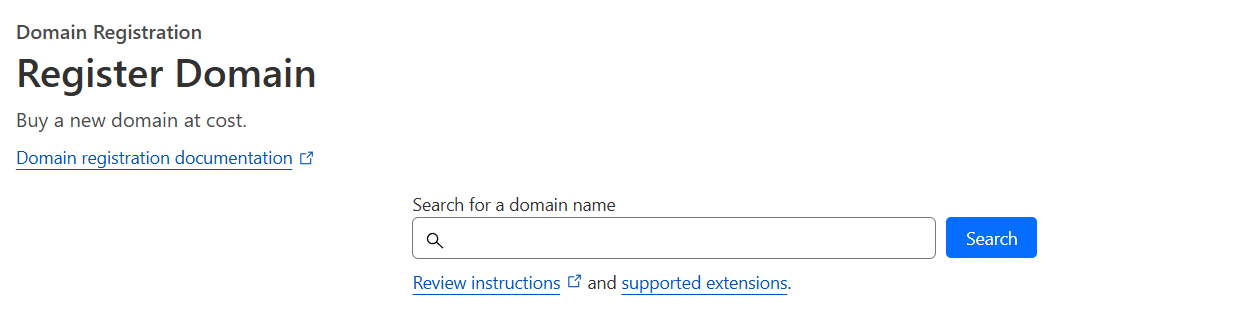 Domain Registration
Register Domain
Buy a new domain at cost.
Domain registration documentation
Search for a domain name
Search
Review instructions and supported extensions.